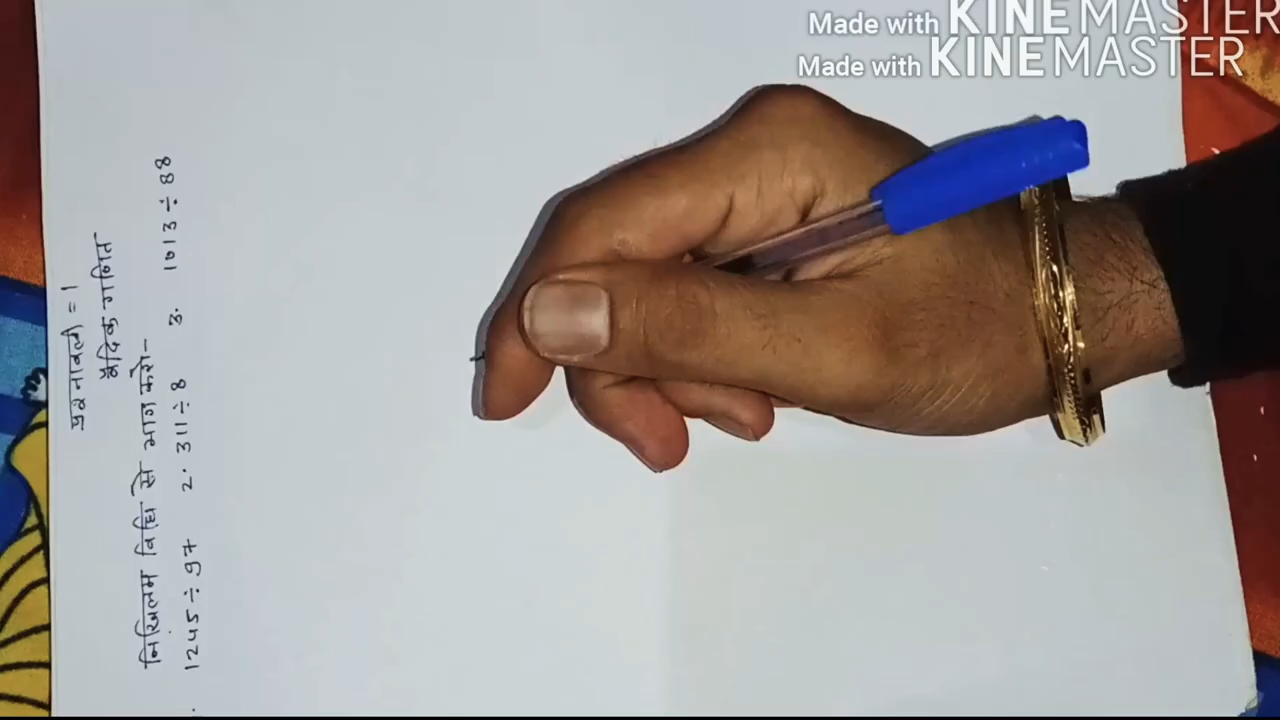 Made with KINEMASTER
Made with KINEMASTER
प्रश्नावली = 1
वैदिक गणित
निखिलम विधि से भाग करो-
1245 ÷ 97 2. 311 ÷ 8 3. 1013 ÷ 88